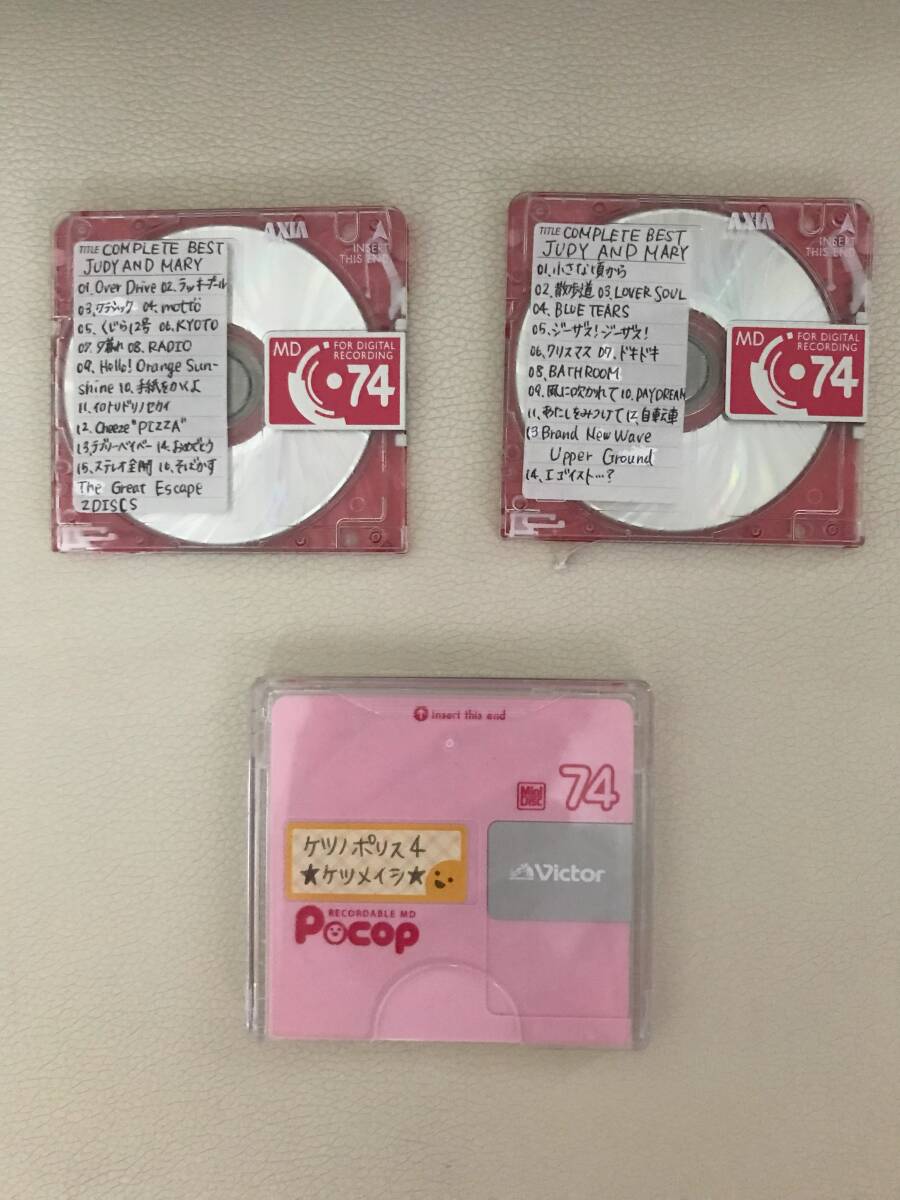 AXIA
INSERT
THIS END
TITLE COMPLETE BEST
JUDY AND MARY
01. Over Drive 02. ラッキープール
03. クラシック 04. motto
05. くじら12号 06. KYOTO
07. 夕暮れ 08. RADIO
09. Hello! Orange Sun-
shine 10. 手紙をかくよ
11. イロトリドリノセカイ
12. Cheeze "PIZZA"
13. ラブリーベイベー 14. おめでとう
15. ステレオ全開 16. そばかす
The Great Escape
2DISCS
MD FOR DIGITAL
RECORDING
74
AXIA
INSERT
THIS END
TITLE COMPLETE BEST
JUDY AND MARY
01. 小さな頃から
02. 散歩道 03. LOVER SOUL
04. BLUE TEARS
05. ジーザス!ジーザス!
06. クリスマス 07. ドキドキ
08. BATHROOM
09. 風に吹かれて 10. DAYDREAM
11. あたしをみつけて 12. 自転車
13 Brand New Wave
Upper Ground
14. エゴイスト…?
MD FOR DIGITAL
RECORDING
74
insert this end
Mini Disc 74
ケツノポリス4
★ケツメイシ★
Victor
RECORDABLE MD
Pocop